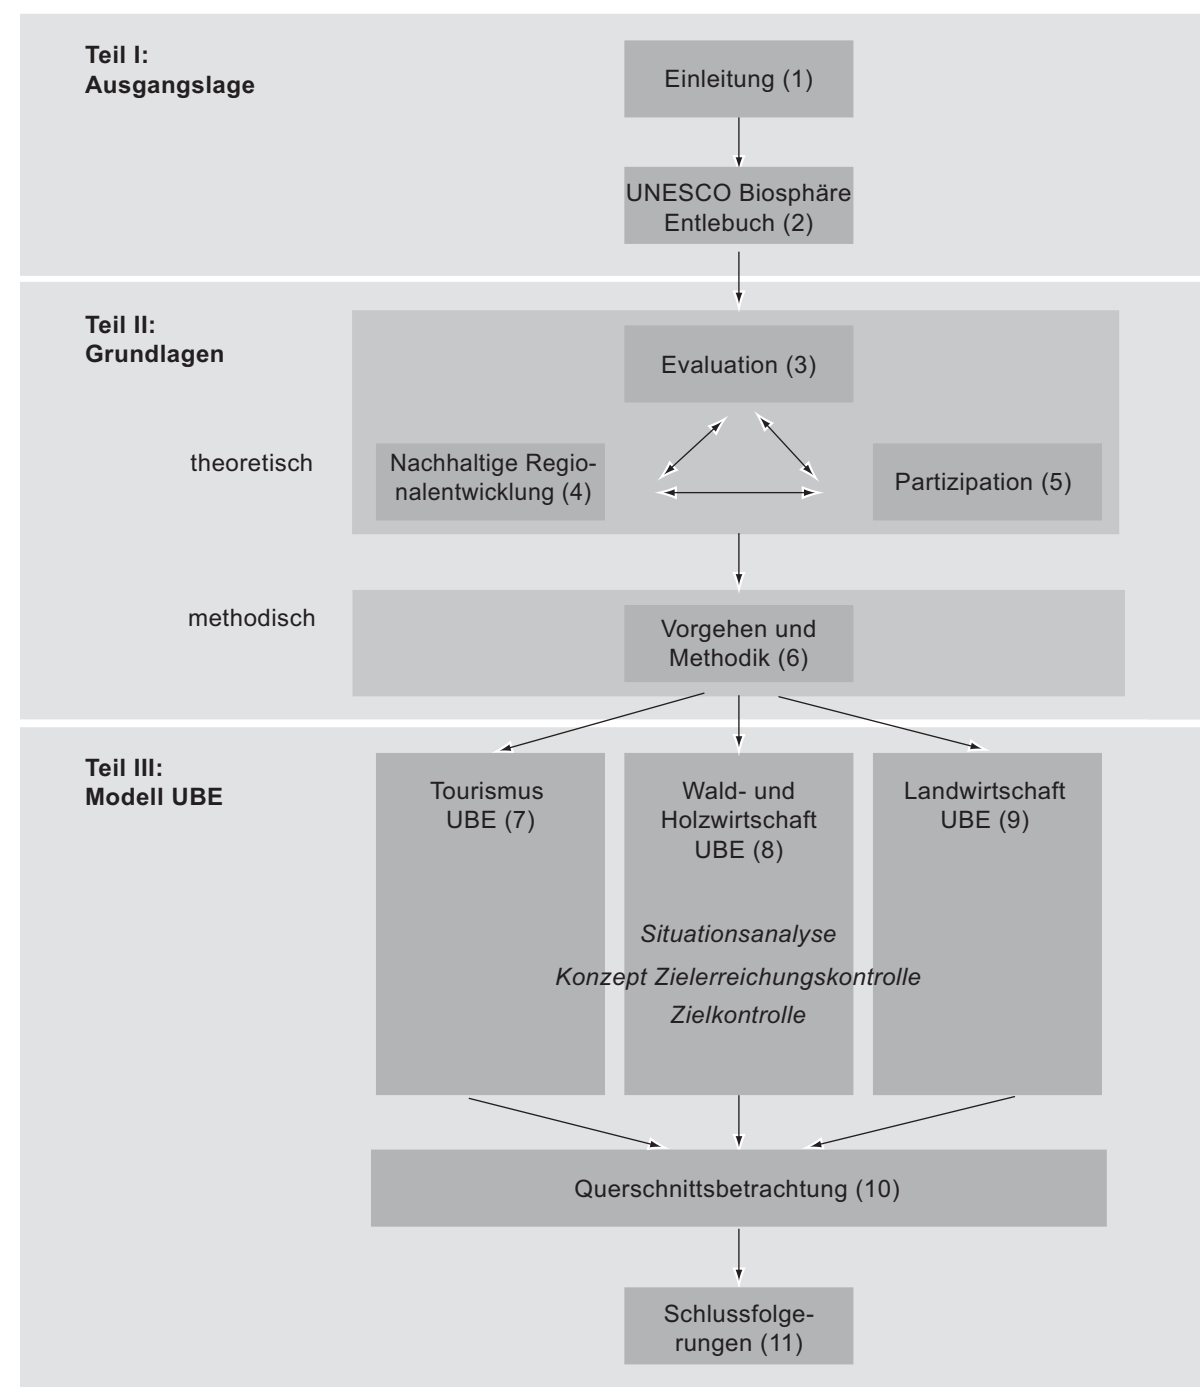 Teil I:
Ausgangslage
Einleitung (1)
UNESCO Biosphäre
Entlebuch (2)
Teil II:
Grundlagen
Evaluation (3)
theoretisch
Nachhaltige Regio-
nalentwicklung (4)
Partizipation (5)
methodisch
Vorgehen und
Methodik (6)
Teil III:
Modell UBE
Tourismus
UBE (7)
Wald- und
Holzwirtschaft
UBE (8)
Landwirtschaft
UBE (9)
Situationsanalyse
Konzept Zielerreichungskontrolle
Zielkontrolle
Querschnittsbetrachtung (10)
Schlussfolge-
rungen (11)